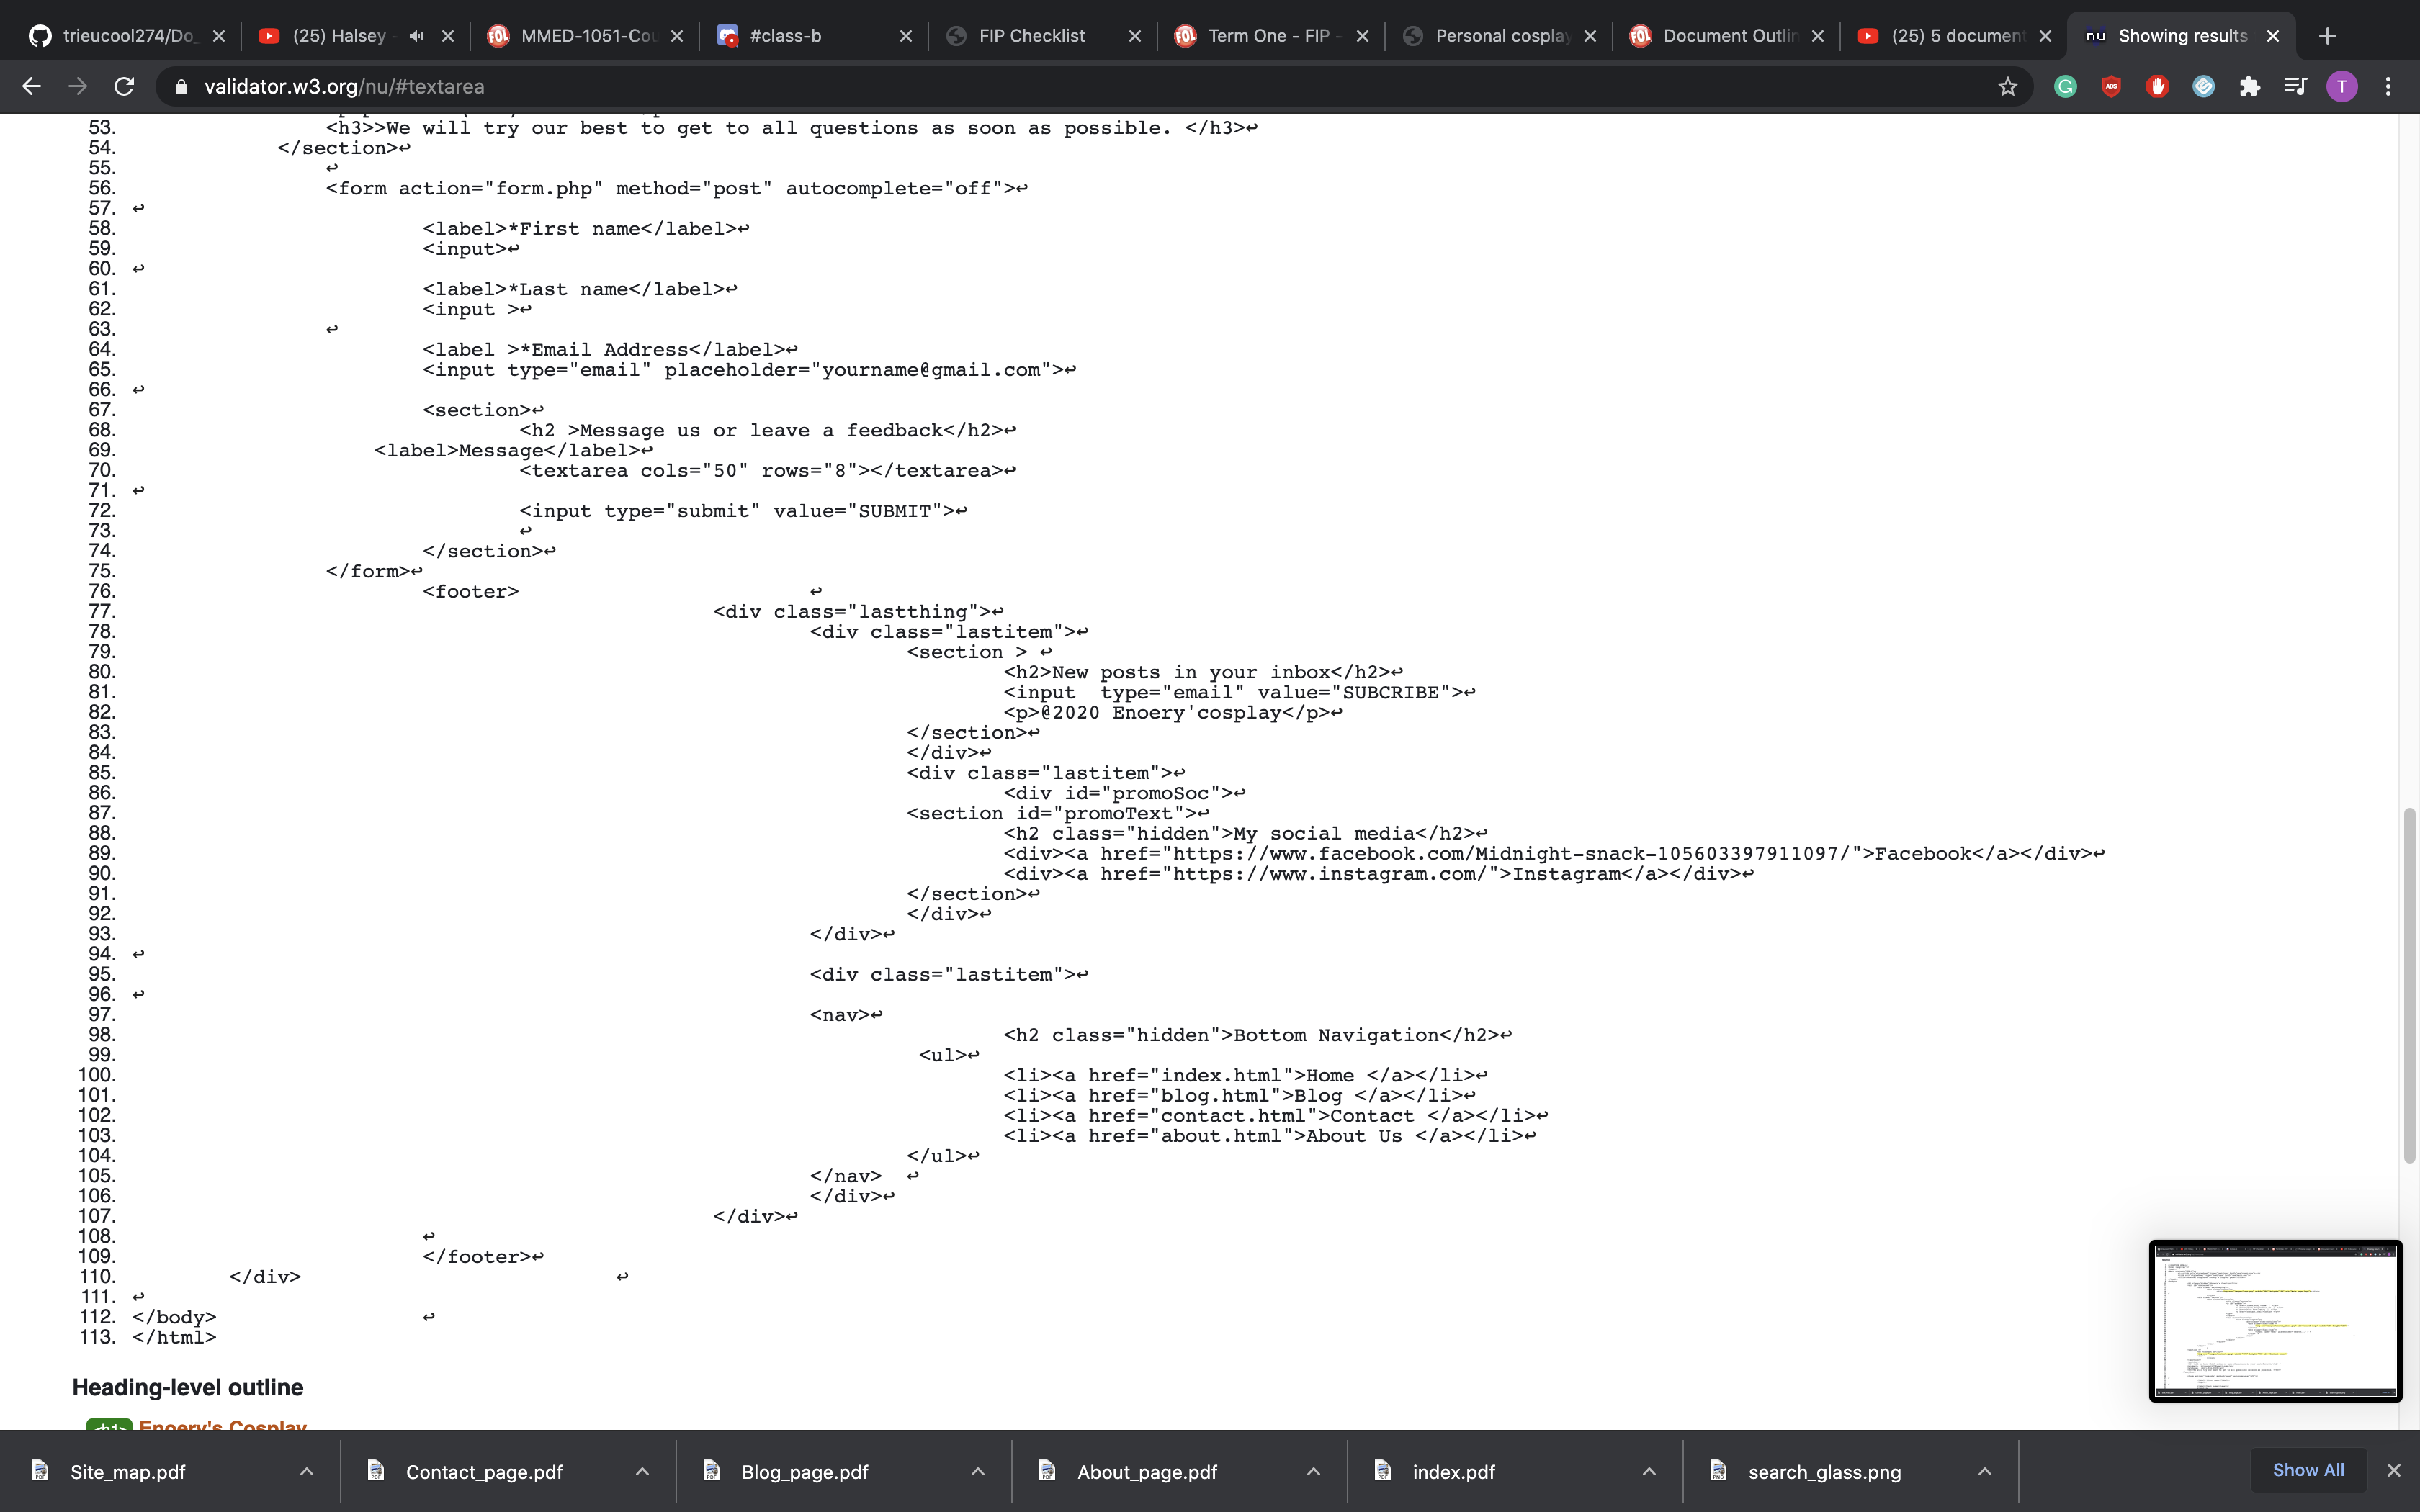 trieucool274/Do_ (25) Halsey - MMED-1051-Cou #class-b FIP Checklist Term One - FIP - Personal cosplay Document Outlin (25) 5 document Showing results
validator.w3.org/nu/#textarea
53. <h3>>We will try our best to get to all questions as soon as possible. </h3>↩
54. </section>↩
55. ↩
56. <form action="form.php" method="post" autocomplete="off">↩
57. ↩
58. <label>*First name</label>↩
59. <input>↩
60. ↩
61. <label>*Last name</label>↩
62. <input >↩
63. ↩
64. <label >*Email Address</label>↩
65. <input type="email" placeholder="yourname@gmail.com">↩
66. ↩
67. <section>↩
68. <h2 >Message us or leave a feedback</h2>↩
69. <label>Message</label>↩
70. <textarea cols="50" rows="8"></textarea>↩
71. ↩
72. <input type="submit" value="SUBMIT">↩
73. ↩
74. </section>↩
75. </form>↩
76. <footer> ↩
77. <div class="lastthing">↩
78. <div class="lastitem">↩
79. <section > ↩
80. <h2>New posts in your inbox</h2>↩
81. <input  type="email" value="SUBCRIBE">↩
82. <p>@2020 Enoery'cosplay</p>↩
83. </section>↩
84. </div>↩
85. <div class="lastitem">↩
86. <div id="promoSoc">↩
87. <section id="promoText">↩
88. <h2 class="hidden">My social media</h2>↩
89. <div><a href="https://www.facebook.com/Midnight-snack-105603397911097/">Facebook</a></div>↩
90. <div><a href="https://www.instagram.com/">Instagram</a></div>↩
91. </section>↩
92. </div>↩
93. </div>↩
94. ↩
95. <div class="lastitem">↩
96. ↩
97. <nav>↩
98. <h2 class="hidden">Bottom Navigation</h2>↩
99. <ul>↩
100. <li><a href="index.html">Home </a></li>↩
101. <li><a href="blog.html">Blog </a></li>↩
102. <li><a href="contact.html">Contact </a></li>↩
103. <li><a href="about.html">About Us </a></li>↩
104. </ul>↩
105. </nav> ↩
106. </div>↩
107. </div>↩
108. ↩
109. </footer>↩
110. </div> ↩
111. ↩
112. </body> ↩
113. </html>
Heading-level outline
<h1> Enoery's Cosplay
Site_map.pdf Contact_page.pdf Blog_page.pdf About_page.pdf index.pdf search_glass.png Show All